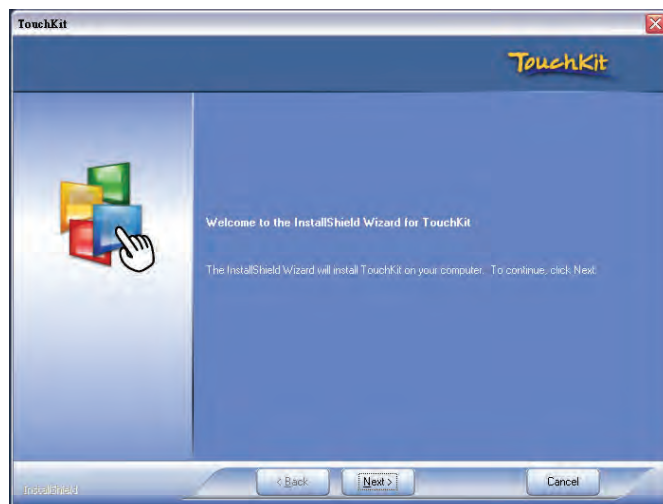 TouchKit
TouchKit
Welcome to the InstallShield Wizard for TouchKit
The InstallShield Wizard will install TouchKit on your computer. To continue, click Next.
InstallShield
< Back
Next >
Cancel